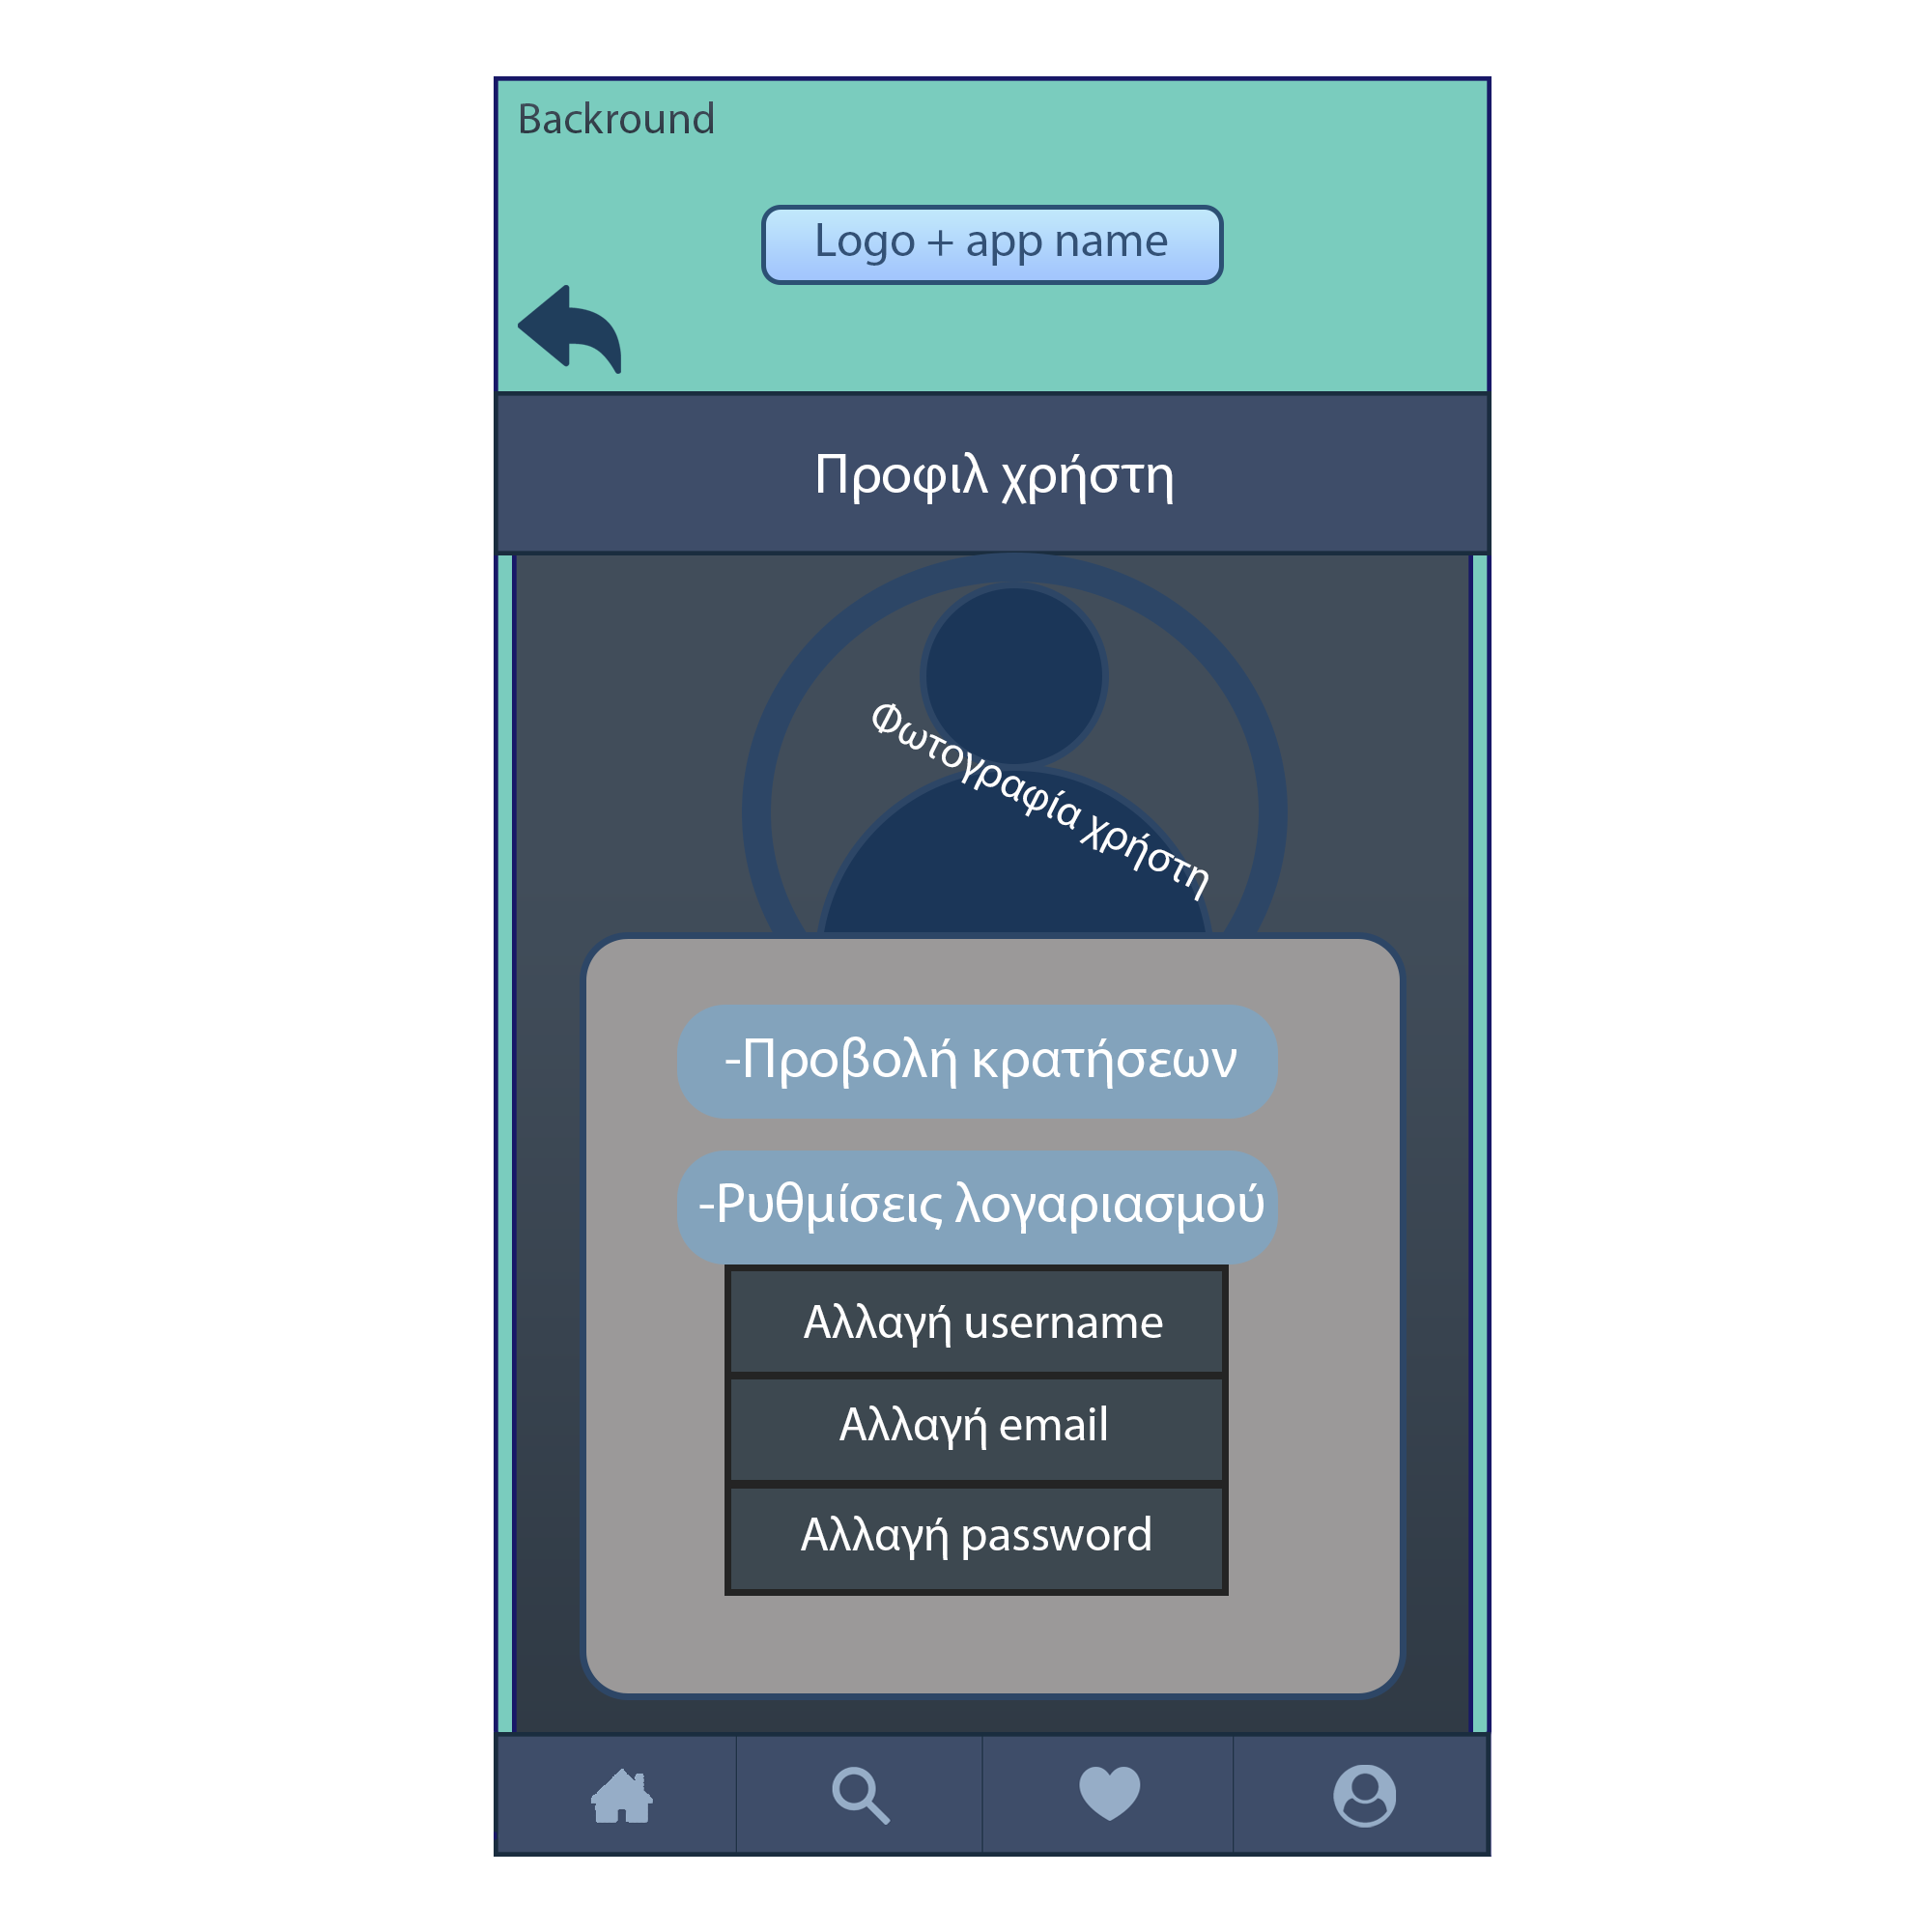 Backround
Logo + app name
Προφιλ χρήστη
Φωτογραφία χρήστη
-Προβολή κρατήσεων
-Ρυθμίσεις λογαριασμού
Αλλαγή username
Αλλαγή email
Αλλαγή password